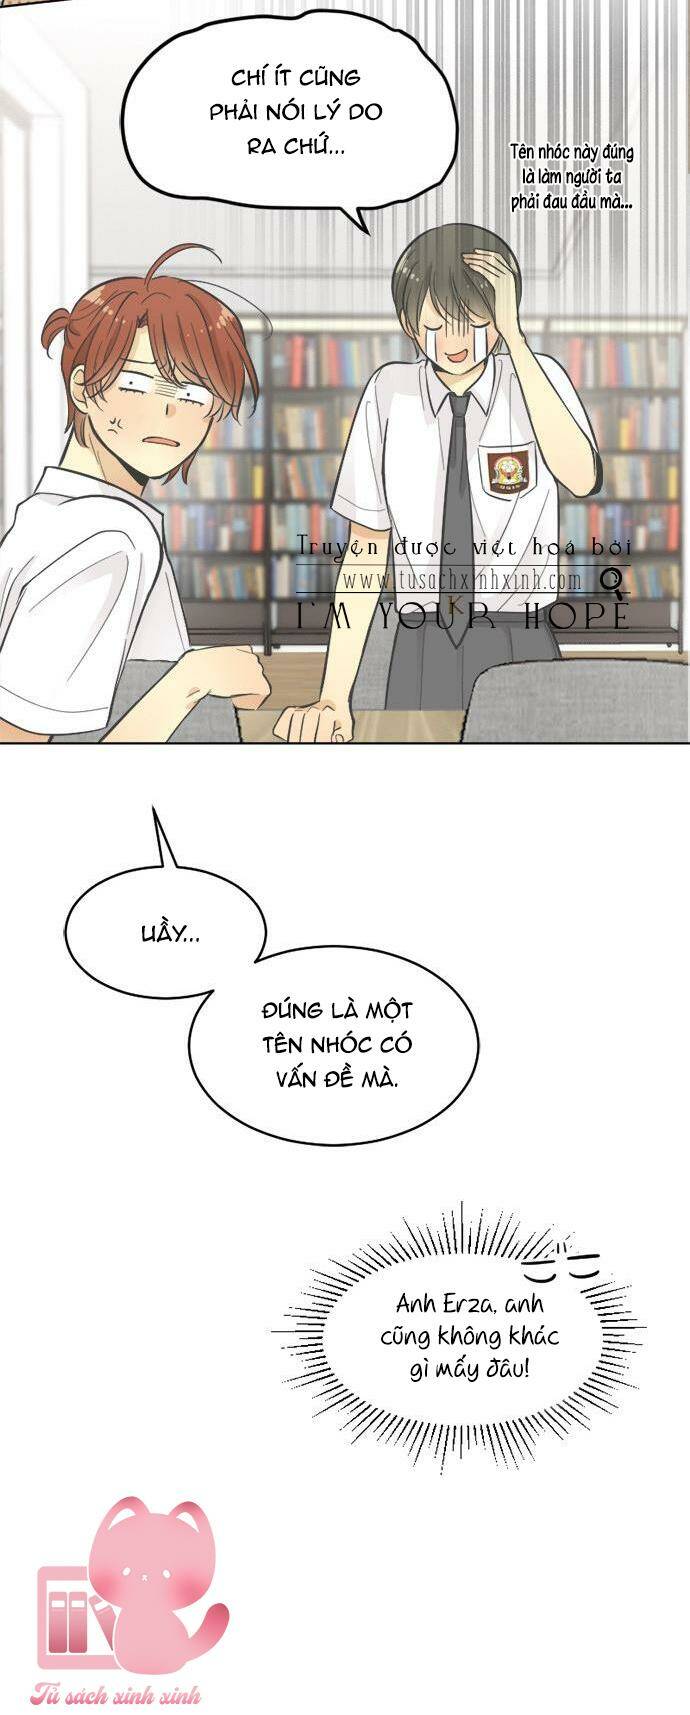 CHÍ ÍT CŨNG
PHẢI NÓI LÝ DO
RA CHỨ...
Tên nhóc này đúng
là làm người ta
phải đau đầu mà...
Truyện được việt hoá bởi
www.tusachxinhxinh.com
I'M YOUR HOPE
UẦY...
ĐÚNG LÀ MỘT
TÊN NHÓC CÓ
VẤN ĐỀ MÀ.
Anh Erza, anh
cũng không khác
gì mấy đâu!
Tủ sách xinh xinh